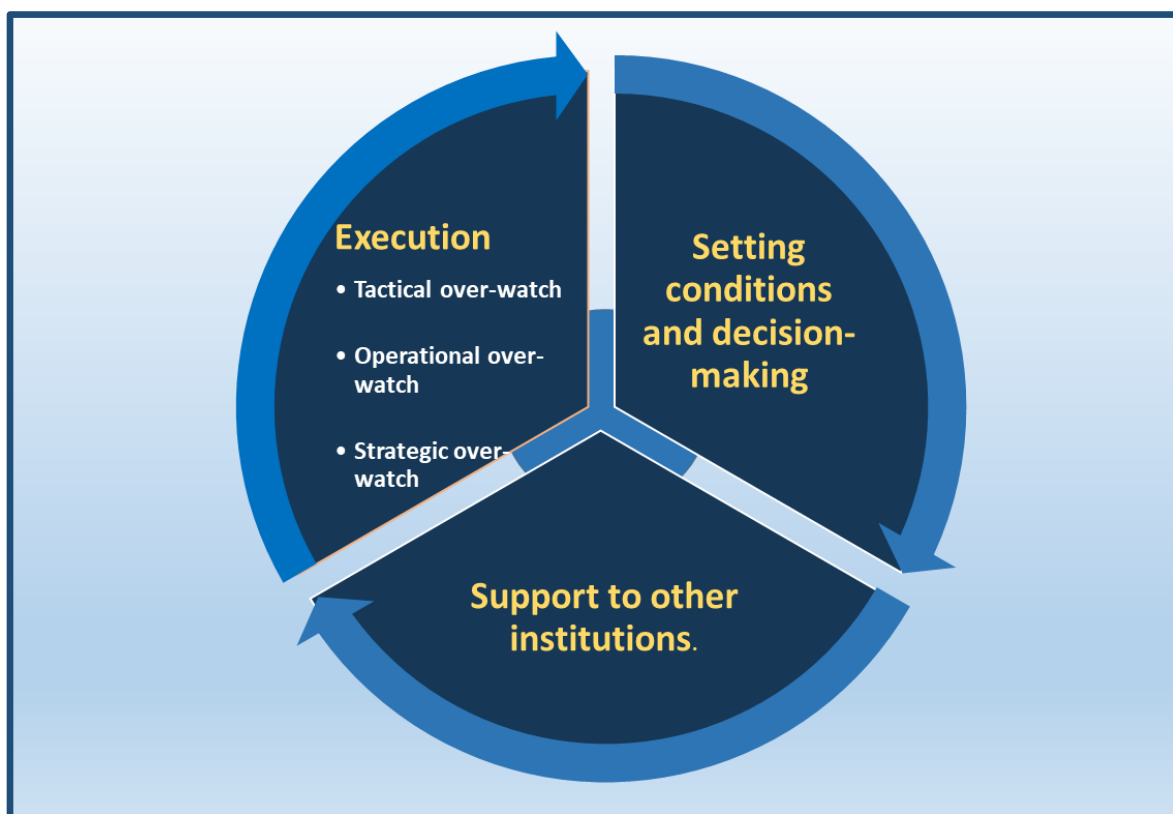 Execution
• Tactical over-watch
• Operational over-
watch
• Strategic over-
watch
Setting
conditions
and decision-
making
Support to other
institutions.